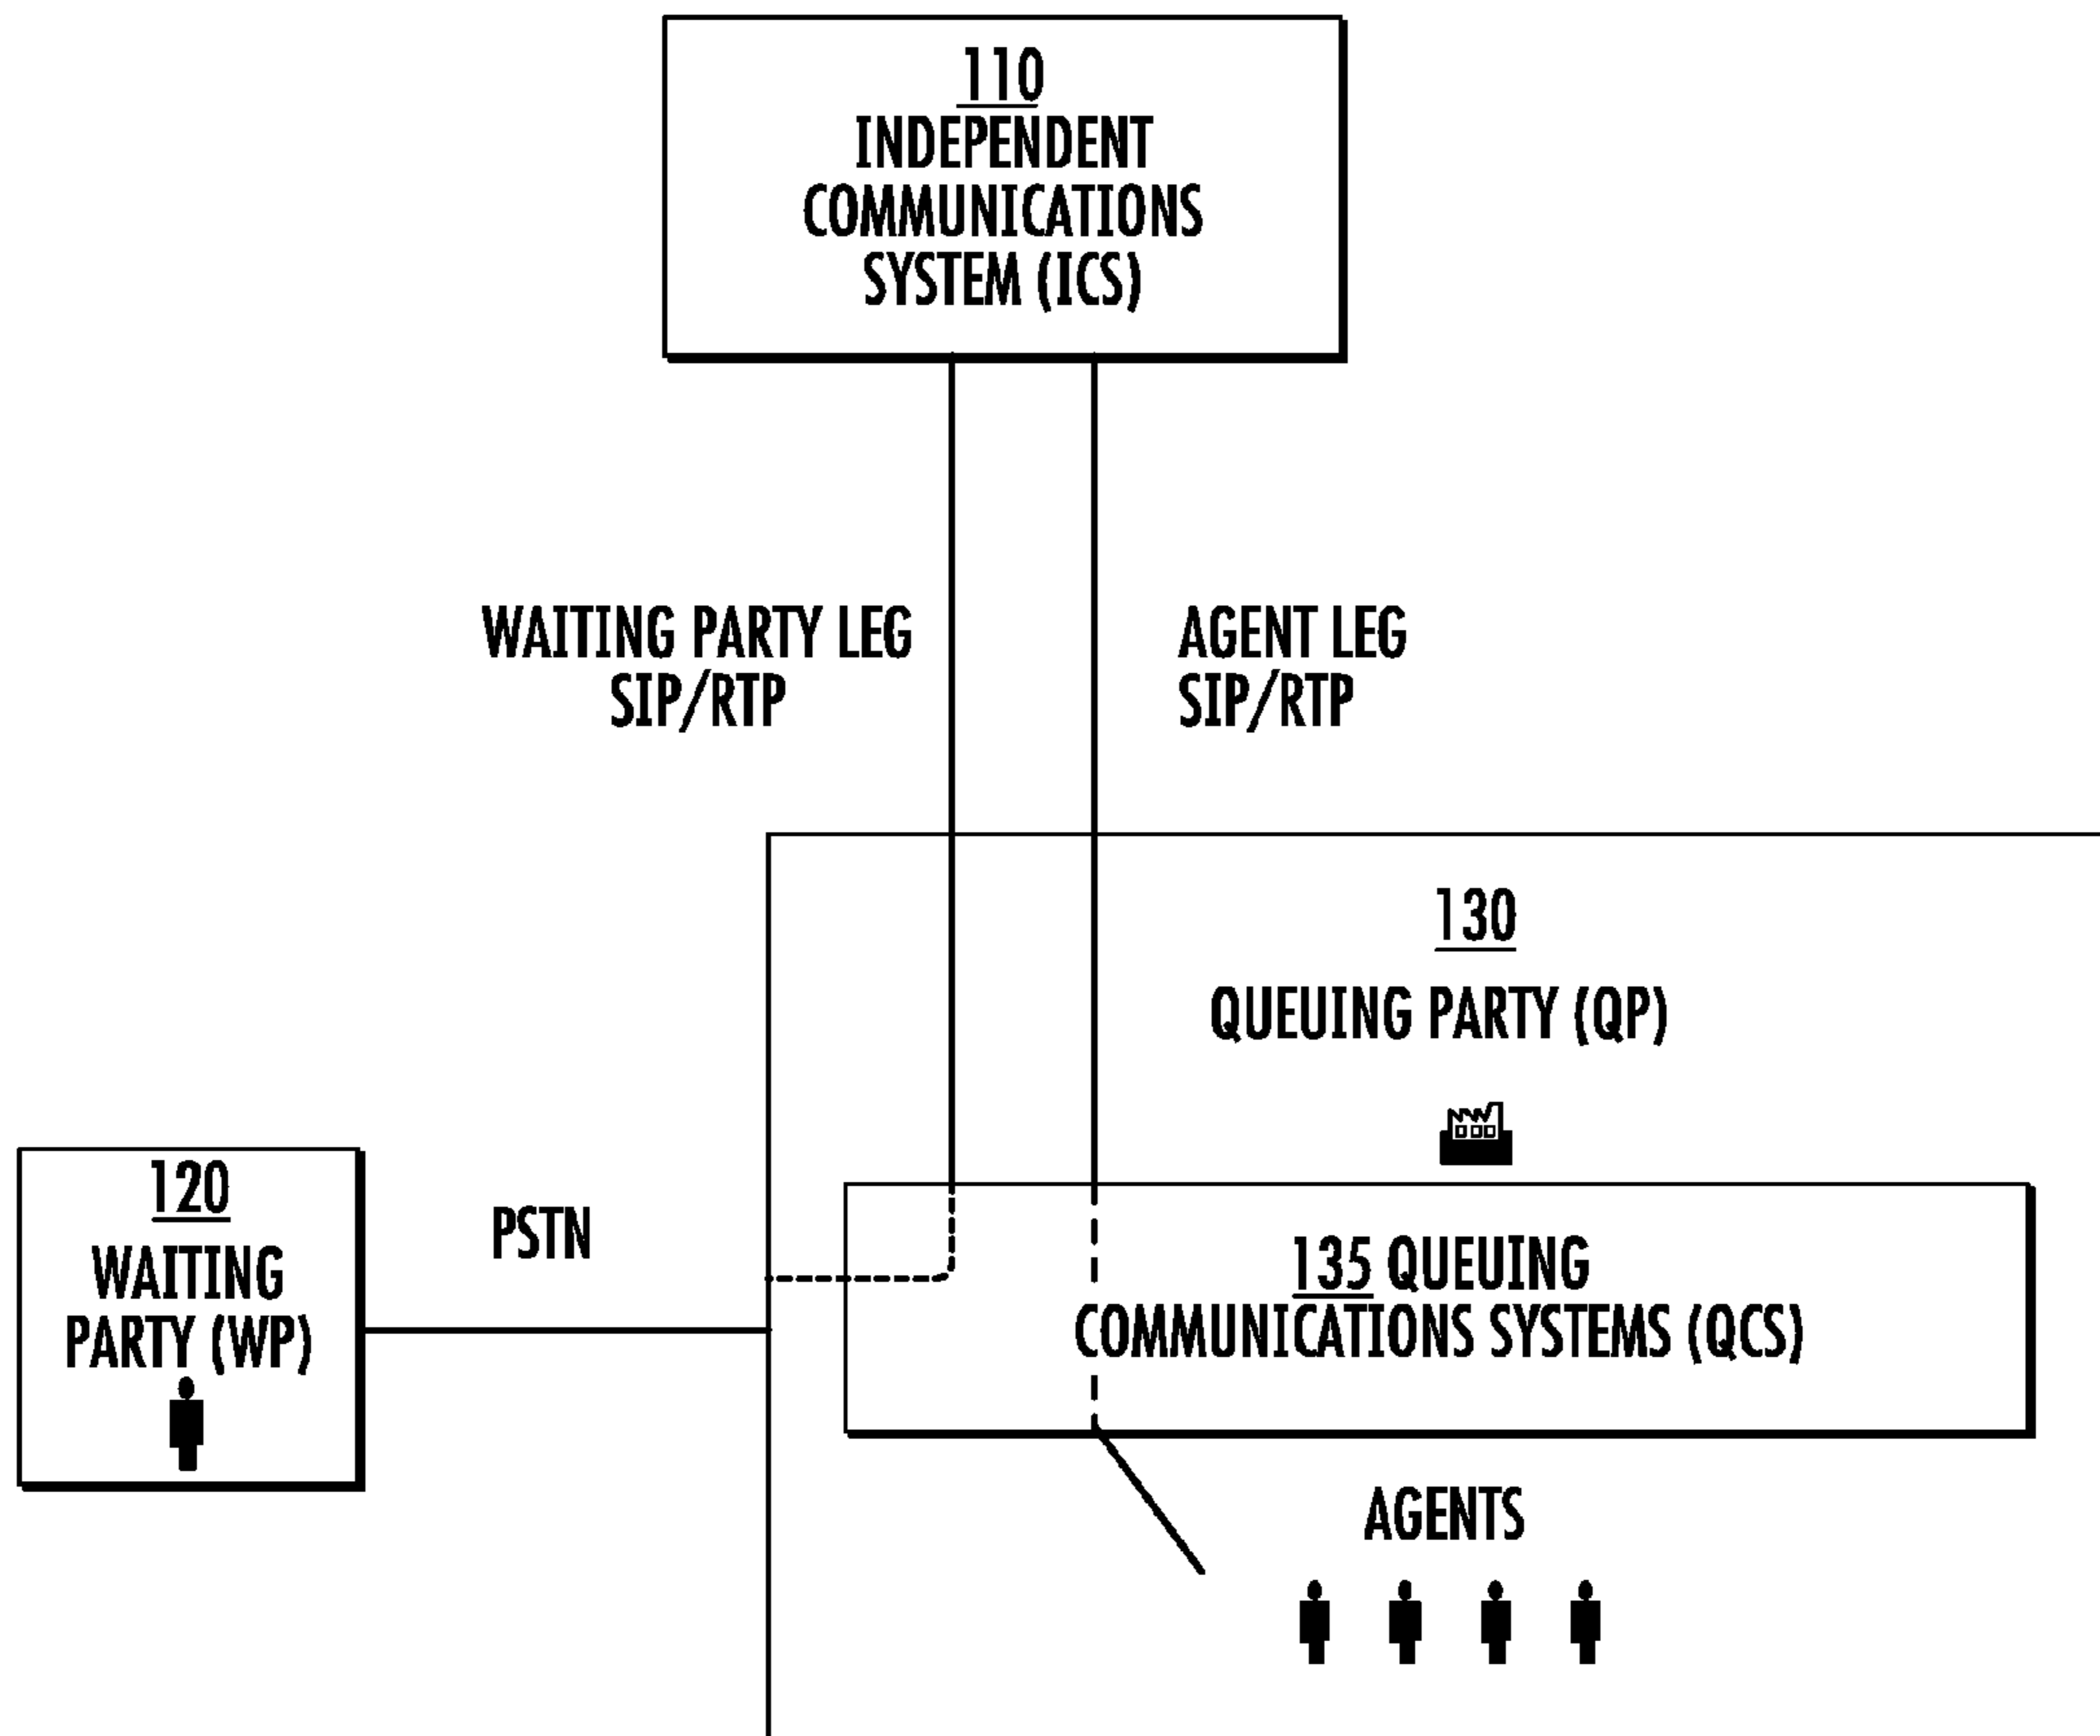 110
INDEPENDENT
COMMUNICATIONS
SYSTEM (ICS)
WAITING PARTY LEG
SIP/RTP
AGENT LEG
SIP/RTP
130
QUEUING PARTY (QP)
120
WAITING
PARTY (WP)
PSTN
135 QUEUING
COMMUNICATIONS SYSTEMS (QCS)
AGENTS